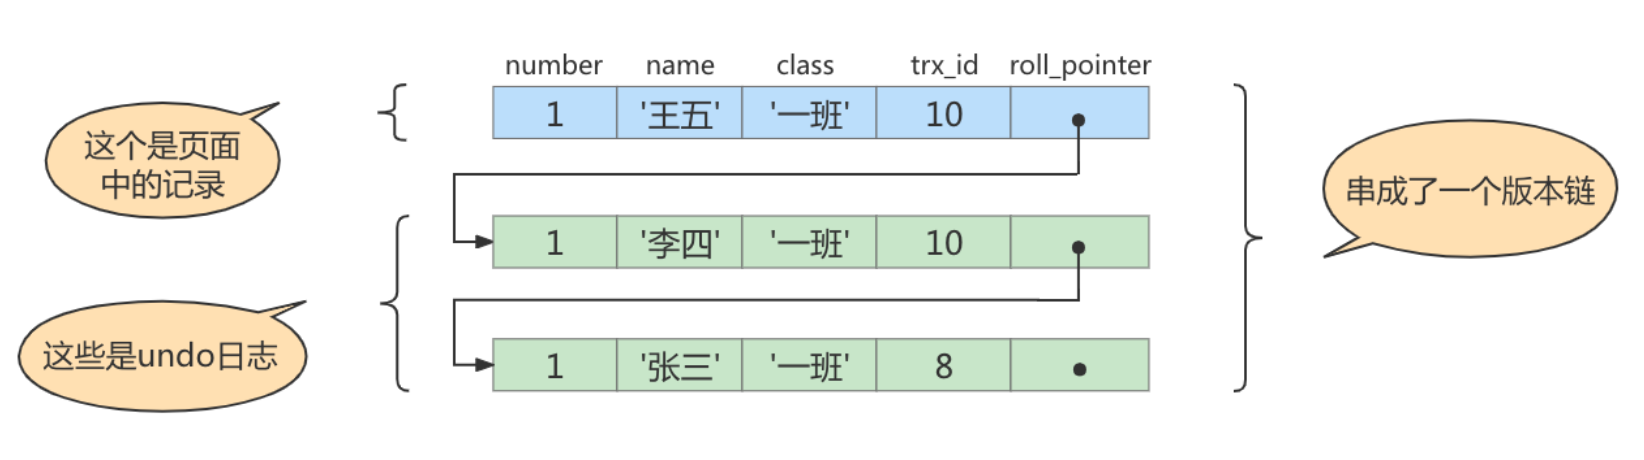 number name class trx_id roll_pointer
1 '王五' '一班' 10
这个是页面
中的记录
串成了一个版本链
1 '李四' '一班' 10
这些是undo日志
1 '张三' '一班' 8